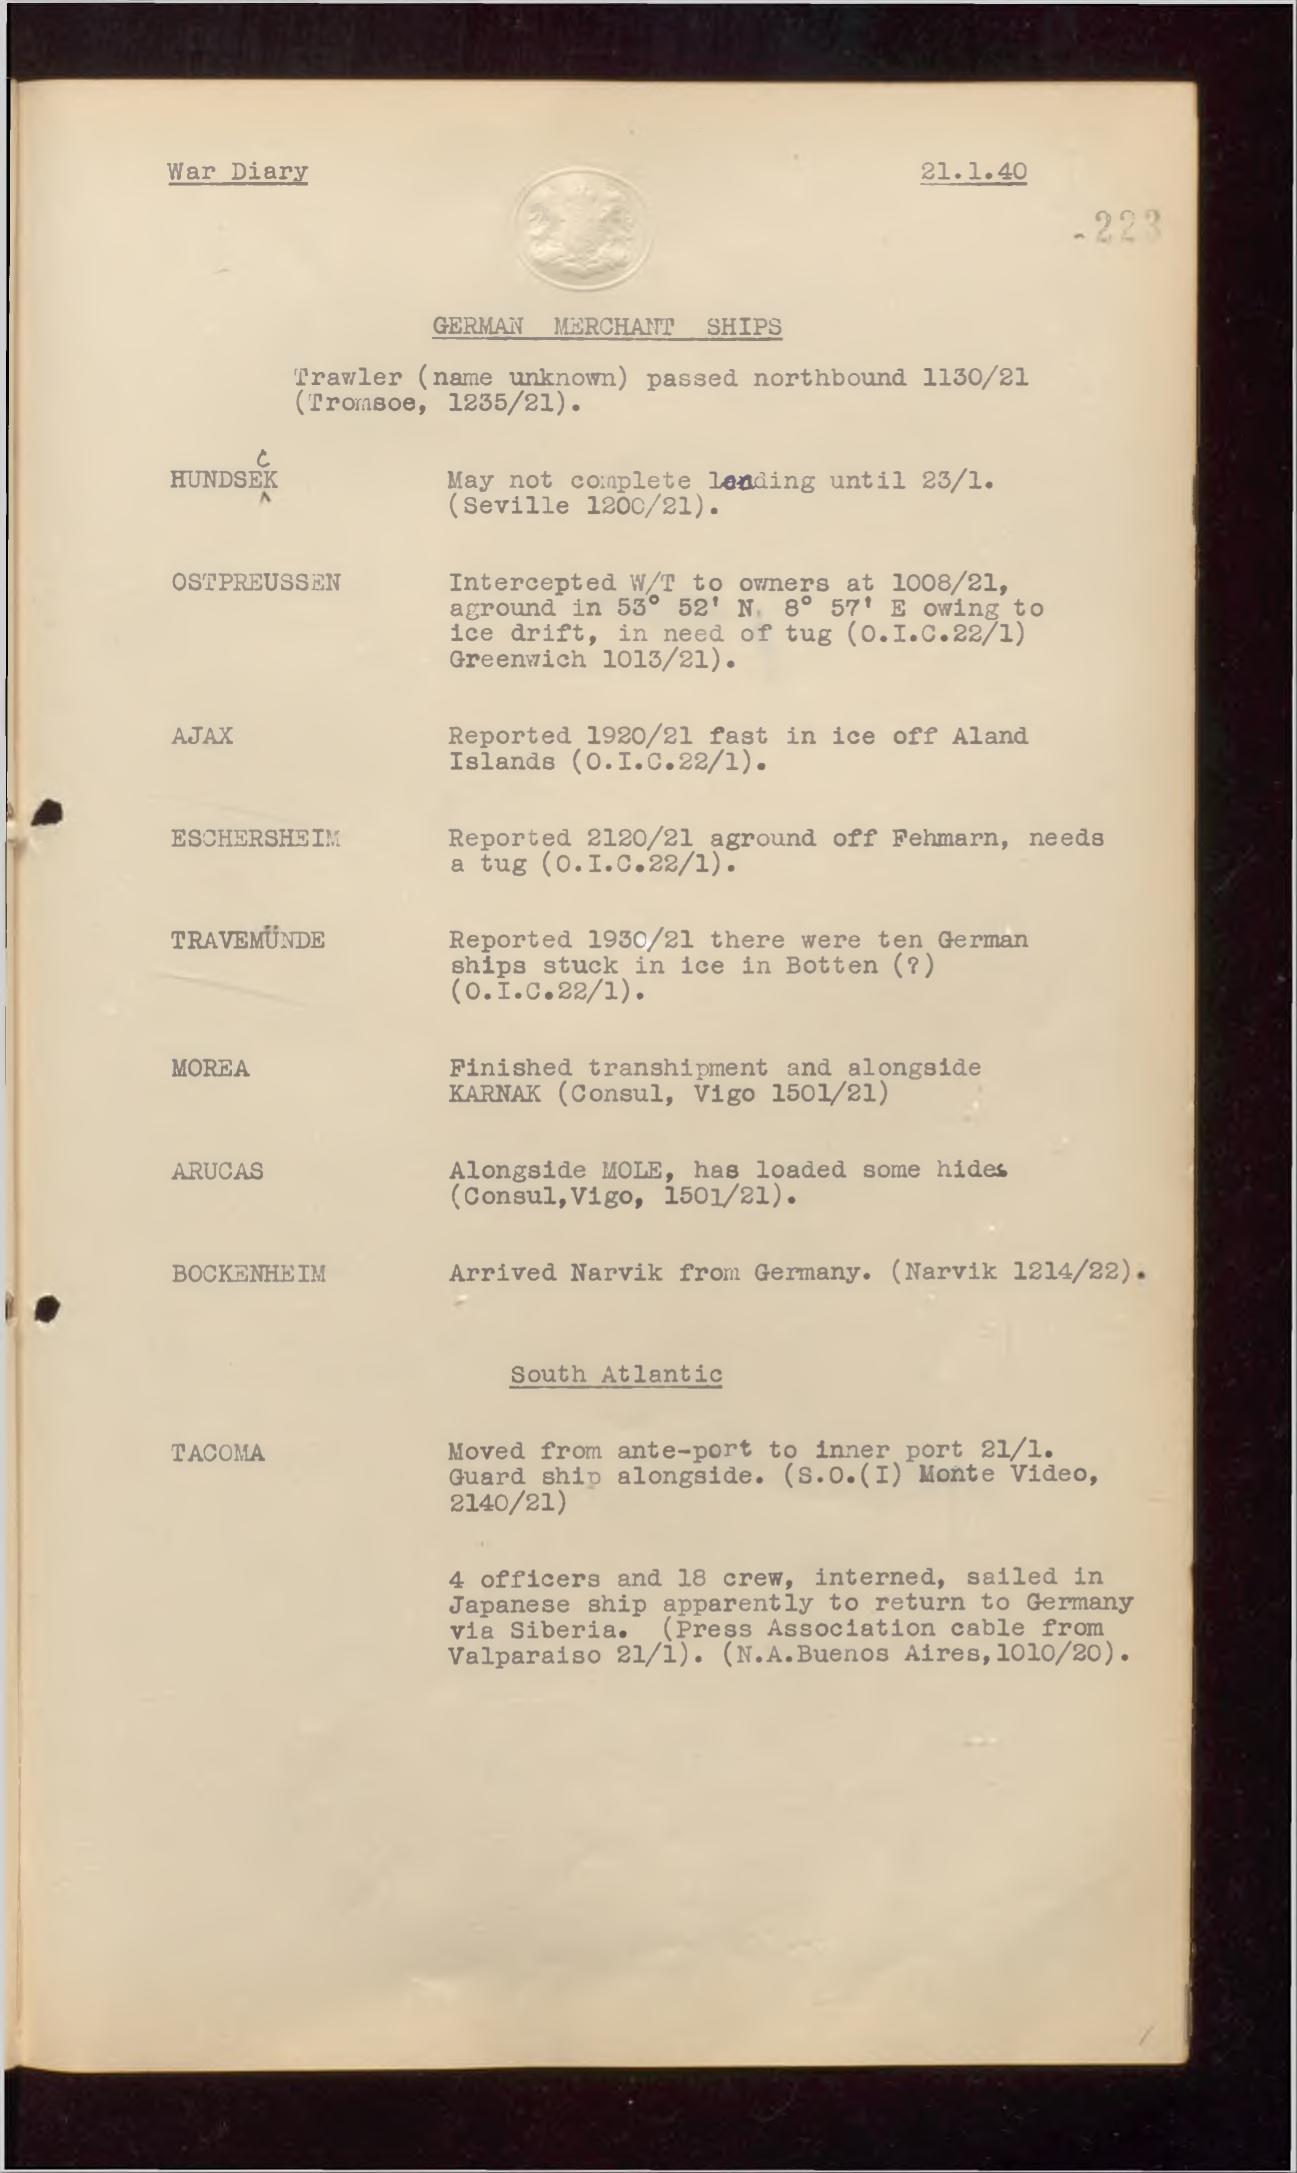 War Diary 21.1.40
-223
GERMAN MERCHANT SHIPS
Trawler (name unknown) passed northbound 1130/21
(Tromsoe, 1235/21).
HUNDSECK May not complete loading until 23/1.
(Seville 1200/21).
OSTPREUSSEN Intercepted W/T to owners at 1008/21,
aground in 53° 52' N. 8° 57' E owing to
ice drift, in need of tug (O.I.C.22/1)
Greenwich 1013/21).
AJAX Reported 1920/21 fast in ice off Aland
Islands (O.I.C.22/1).
ESCHERSHEIM Reported 2120/21 aground off Fehmarn, needs
a tug (O.I.C.22/1).
TRAVEMÜNDE Reported 1930/21 there were ten German
ships stuck in ice in Botten (?)
(O.I.C.22/1).
MOREA Finished transhipment and alongside
KARNAK (Consul, Vigo 1501/21)
ARUCAS Alongside MOLE, has loaded some hides
(Consul,Vigo, 1501/21).
BOCKENHEIM Arrived Narvik from Germany. (Narvik 1214/22).
South Atlantic
TACOMA Moved from ante-port to inner port 21/1.
Guard ship alongside. (S.O.(I) Monte Video,
2140/21)
4 officers and 18 crew, interned, sailed in
Japanese ship apparently to return to Germany
via Siberia. (Press Association cable from
Valparaiso 21/1). (N.A.Buenos Aires,1010/20).